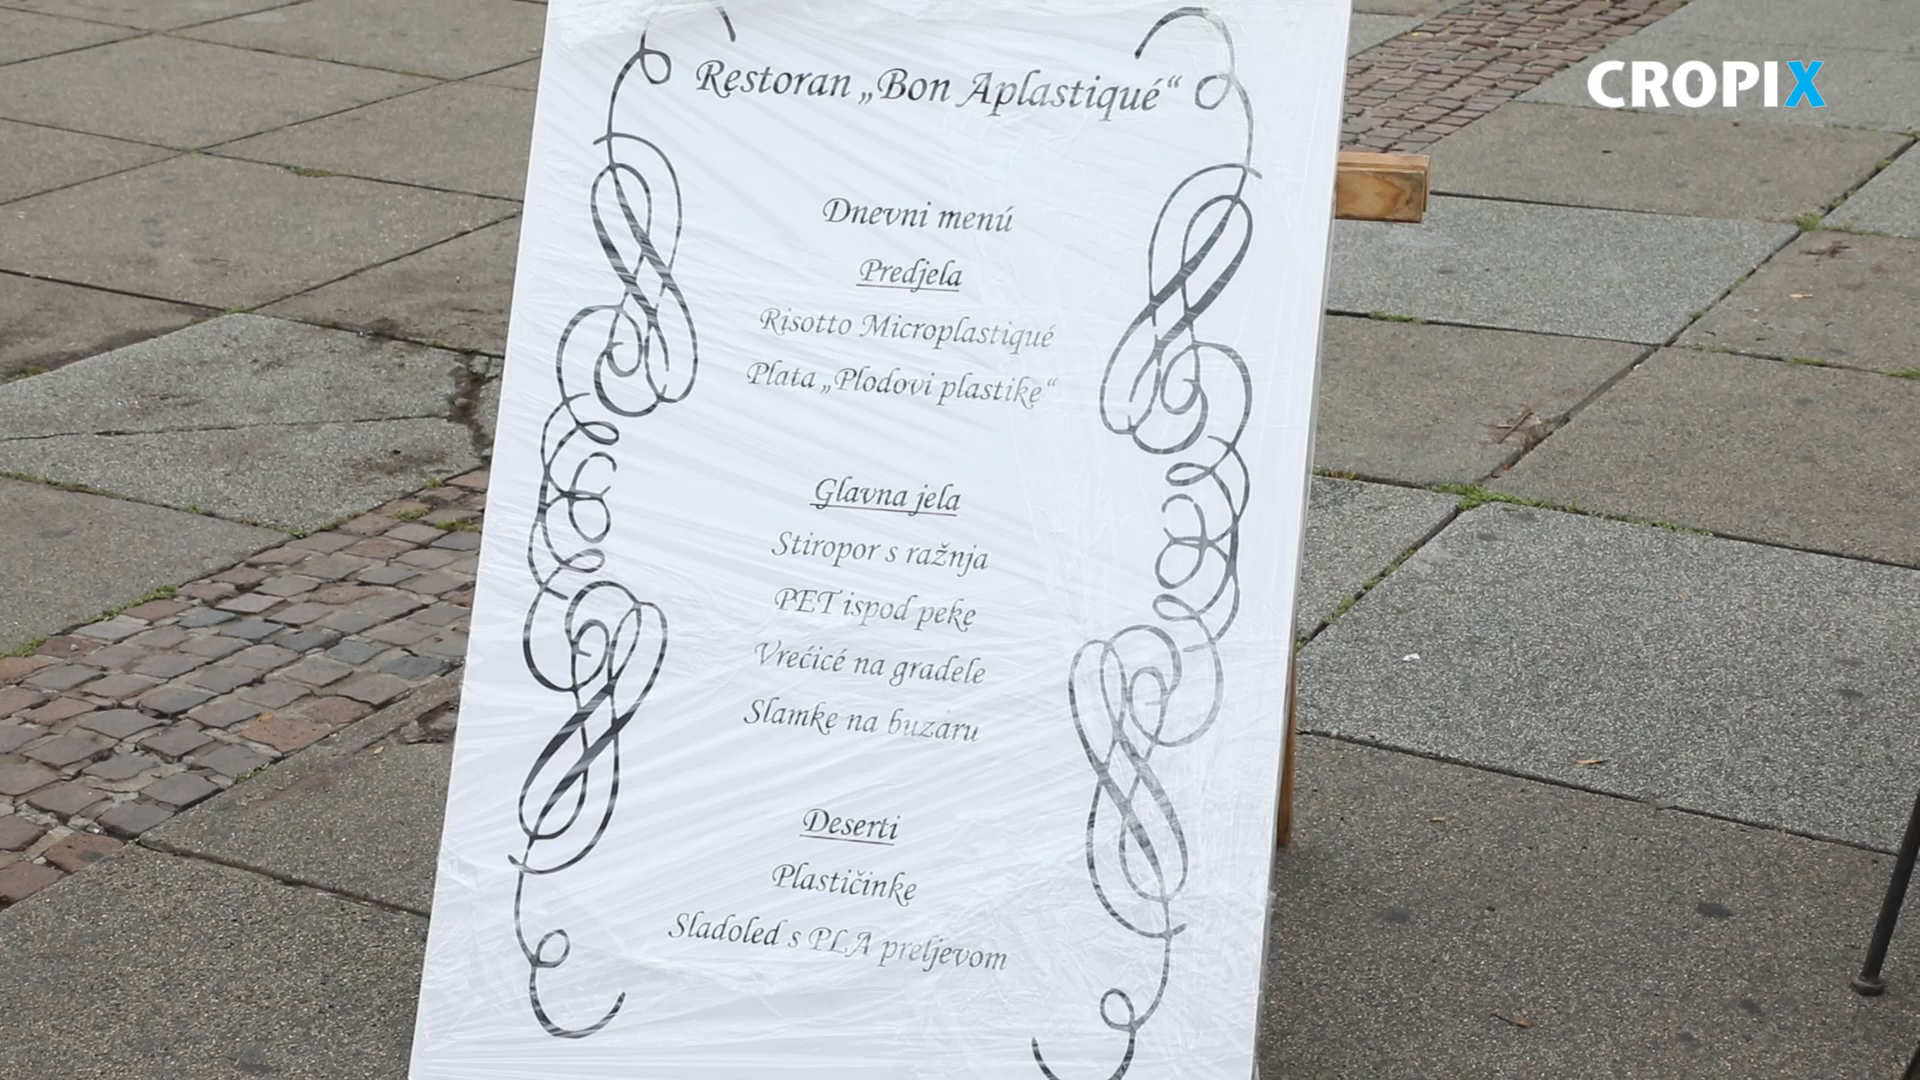 CROPIX
Restoran „Bon Aplastiqué“
Dnevni menú
Predjela
Risotto Microplastiqué
Plata „Plodovi plastike“
Glavna jela
Stiropor s ražnja
PET ispod peke
Vrećicé na gradele
Slamke na buzaru
Deserti
Plastičinke
Sladoled s PLA preljevom